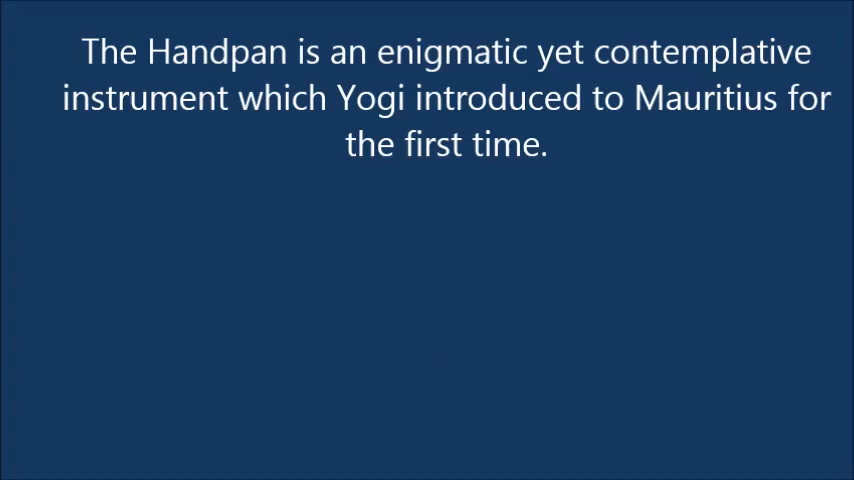 The Handpan is an enigmatic yet contemplative
instrument which Yogi introduced to Mauritius for
the first time.